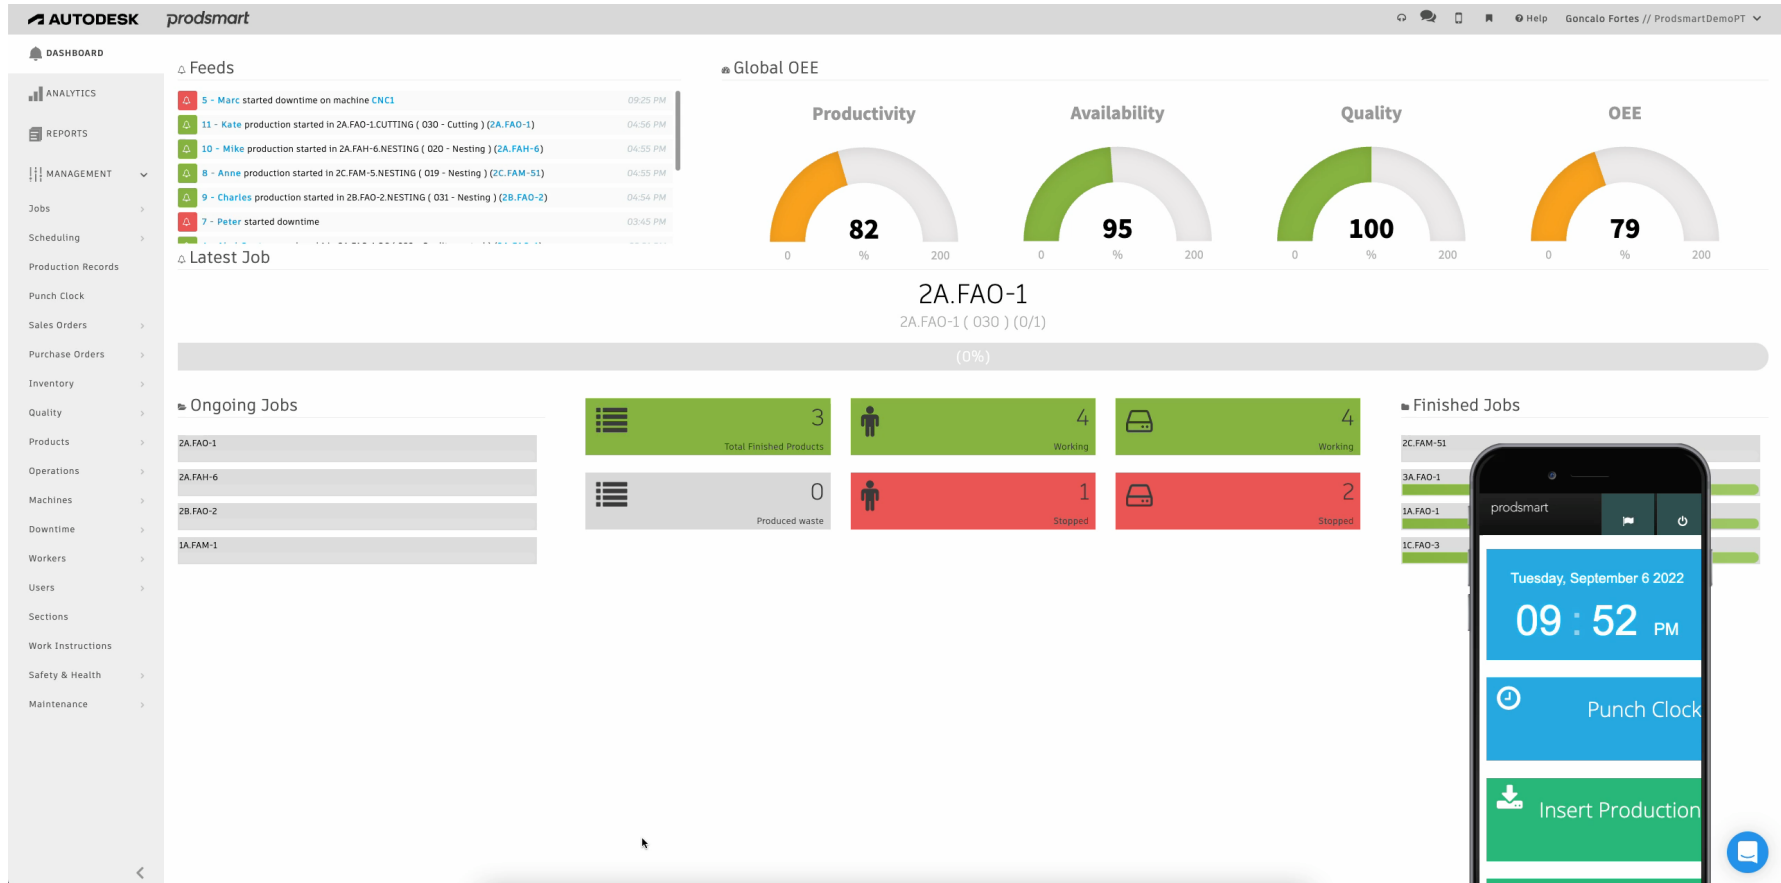 AUTODESK prodsmart
Help Goncalo Fortes // ProdsmartDemoPT
DASHBOARD
ANALYTICS
REPORTS
MANAGEMENT
Jobs
Scheduling
Production Records
Punch Clock
Sales Orders
Purchase Orders
Inventory
Quality
Products
Operations
Machines
Downtime
Workers
Users
Sections
Work Instructions
Safety & Health
Maintenance
Feeds
5 - Marc started downtime on machine CNC1 09:25 PM
11 - Kate production started in 2A.FAO-1.CUTTING ( 030 - Cutting ) (2A.FAO-1) 04:56 PM
10 - Mike production started in 2A.FAH-6.NESTING ( 020 - Nesting ) (2A.FAH-6) 04:55 PM
8 - Anne production started in 2C.FAM-5.NESTING ( 019 - Nesting ) (2C.FAM-51) 04:55 PM
9 - Charles production started in 2B.FAO-2.NESTING ( 031 - Nesting ) (2B.FAO-2) 04:54 PM
7 - Peter started downtime 03:45 PM
Global OEE
Productivity
82
0 % 200
Availability
95
0 % 200
Quality
100
0 % 200
OEE
79
0 % 200
Latest Job
2A.FAO-1
2A.FAO-1 ( 030 ) (0/1)
(0%)
Ongoing Jobs
2A.FAO-1
2A.FAH-6
2B.FAO-2
1A.FAM-1
3
Total Finished Products
4
Working
4
Working
0
Produced waste
1
Stopped
2
Stopped
Finished Jobs
2C.FAM-51
3A.FAO-1
1A.FAO-1
1C.FAO-3
prodsmart
Tuesday, September 6 2022
09 : 52 PM
Punch Clock
Insert Production